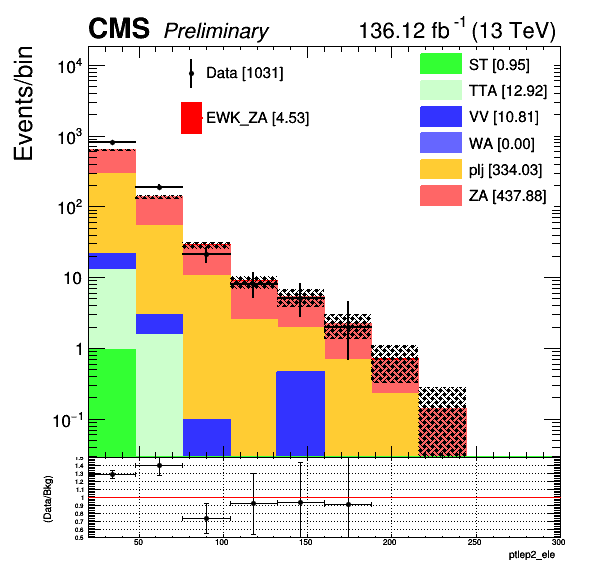 CMS Preliminary 136.12 fb⁻¹ (13 TeV)
Events/bin
10⁴
10³
10²
10
1
10⁻¹
Data [1031]
EWK_ZA [4.53]
ST [0.95]
TTA [12.92]
VV [10.81]
WA [0.00]
plj [334.03]
ZA [437.88]
(Data/Bkg)
1.5
1.4
1.3
1.2
1.1
1
0.9
0.8
0.7
0.6
0.5
50 100 150 200 250 300
ptlep2_ele